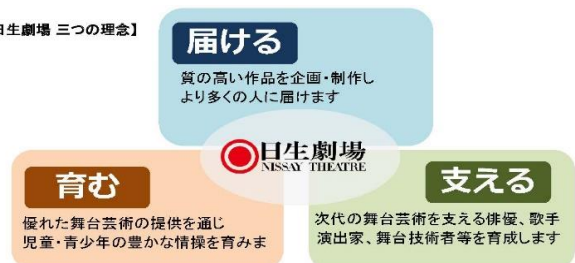 日生劇場 三つの理念】
届ける
質の高い作品を企画・制作し
より多くの人に届けます
日生劇場
NISSAY THEATRE
育む
優れた舞台芸術の提供を通じ
児童・青少年の豊かな情操を育みま
支える
次代の舞台芸術を支える俳優、歌手
演出家、舞台技術者等を育成します